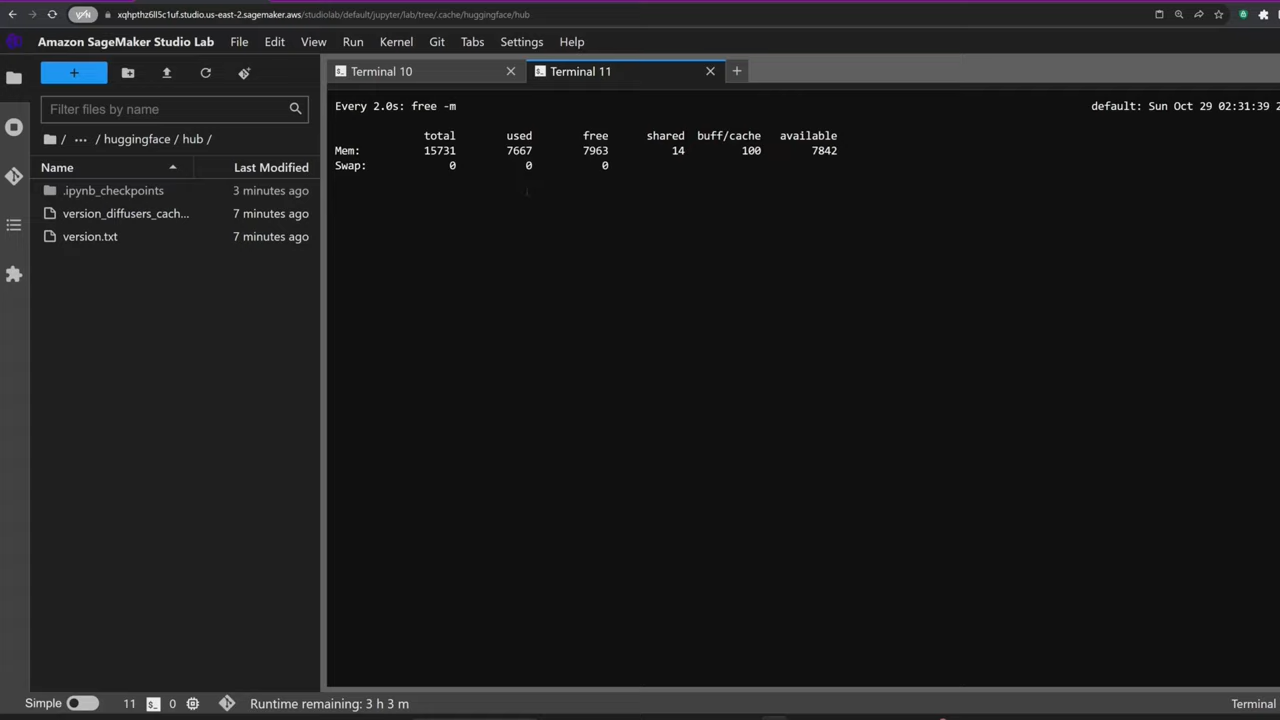 xqhpthz6ll5c1uf.studio.us-east-2.sagemaker.aws/studiolab/default/jupyter/lab/tree/.cache/huggingface/hub
Amazon SageMaker Studio Lab File Edit View Run Kernel Git Tabs Settings Help
+ Terminal 10 Terminal 11
Filter files by name
/ ... / huggingface / hub /
Name Last Modified
.ipynb_checkpoints 3 minutes ago
version_diffusers_cach... 7 minutes ago
version.txt 7 minutes ago
Every 2.0s: free -m default: Sun Oct 29 02:31:39 2
total used free shared buff/cache available
Mem: 15731 7667 7963 14 100 7842
Swap: 0 0 0
Simple 11 0 Runtime remaining: 3 h 3 m Terminal